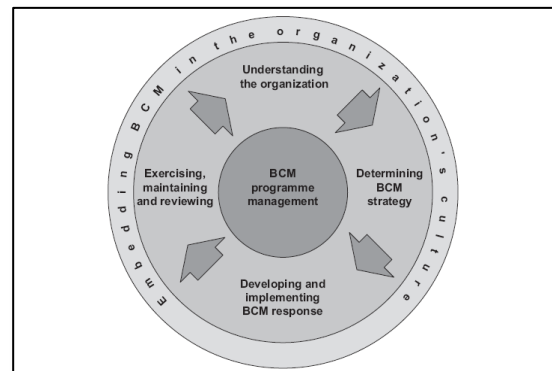 Embedding BCM in the organization's culture
Understanding
the organization
Exercising,
maintaining
and reviewing
BCM
programme
management
Determining
BCM
strategy
Developing and
implementing
BCM response